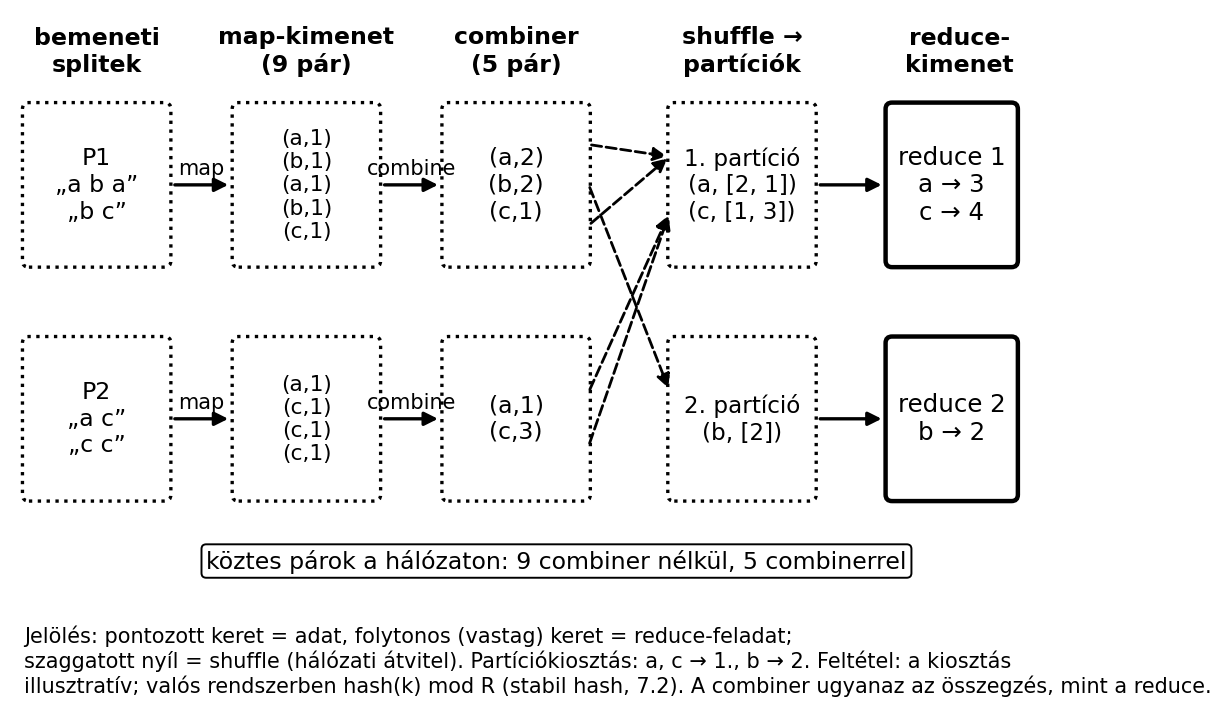 bemeneti
splitek
map-kimenet
(9 pár)
combiner
(5 pár)
shuffle →
partíciók
reduce-
kimenet
P1
„a b a”
„b c”
map
(a,1)
(b,1)
(a,1)
(b,1)
(c,1)
combine
(a,2)
(b,2)
(c,1)
1. partíció
(a, [2, 1])
(c, [1, 3])
reduce 1
a → 3
c → 4
P2
„a c”
„c c”
map
(a,1)
(c,1)
(c,1)
(c,1)
combine
(a,1)
(c,3)
2. partíció
(b, [2])
reduce 2
b → 2
köztes párok a hálózaton: 9 combiner nélkül, 5 combinerrel
Jelölés: pontozott keret = adat, folytonos (vastag) keret = reduce-feladat;
szaggatott nyíl = shuffle (hálózati átvitel). Partíciókiosztás: a, c → 1., b → 2. Feltétel: a kiosztás
illusztratív; valós rendszerben hash(k) mod R (stabil hash, 7.2). A combiner ugyanaz az összegzés, mint a reduce.